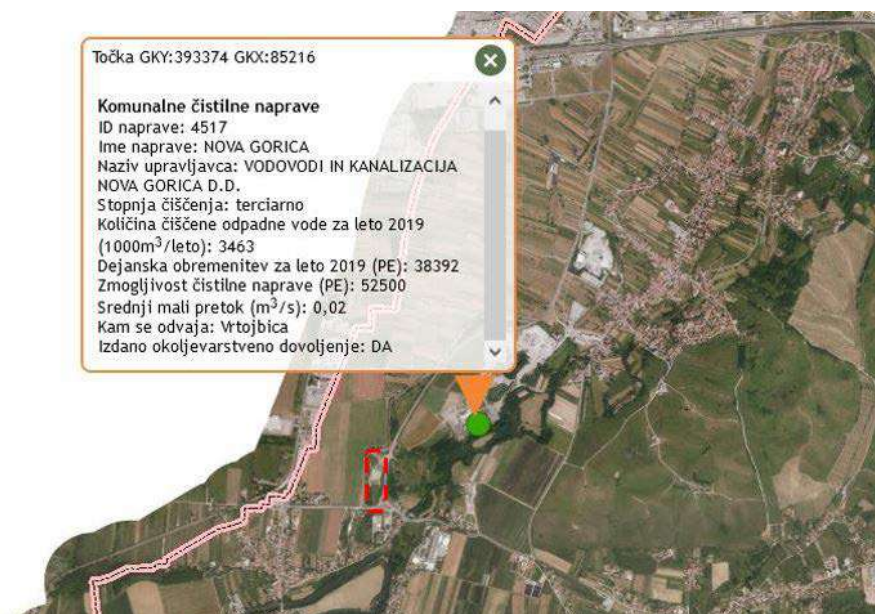 Točka GKY:393374 GKX:85216
Komunalne čistilne naprave
ID naprave: 4517
Ime naprave: NOVA GORICA
Naziv upravljavca: VODOVODI IN KANALIZACIJA
NOVA GORICA D.D.
Stopnja čiščenja: terciarno
Količina čiščene odpadne vode za leto 2019
(1000m³/leto): 3463
Dejanska obremenitev za leto 2019 (PE): 38392
Zmogljivost čistilne naprave (PE): 52500
Srednji mali pretok (m³/s): 0,02
Kam se odvaja: Vrtojbica
Izdano okoljevarstveno dovoljenje: DA